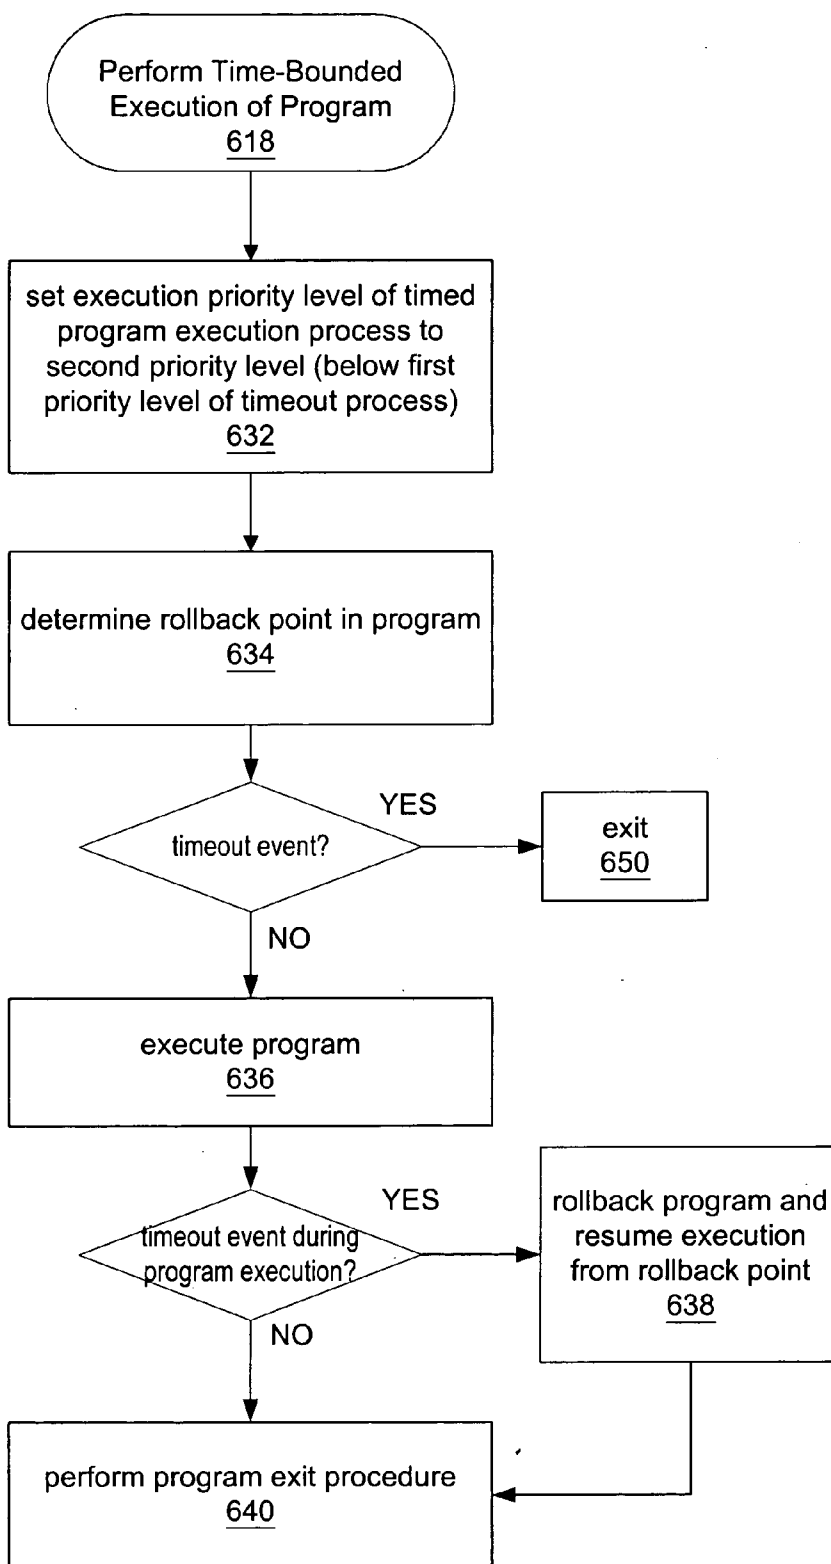 Perform Time-Bounded
Execution of Program
618
set execution priority level of timed
program execution process to
second priority level (below first
priority level of timeout process)
632
determine rollback point in program
634
timeout event?
YES
exit
650
NO
execute program
636
timeout event during
program execution?
YES
rollback program and
resume execution
from rollback point
638
NO
perform program exit procedure
640